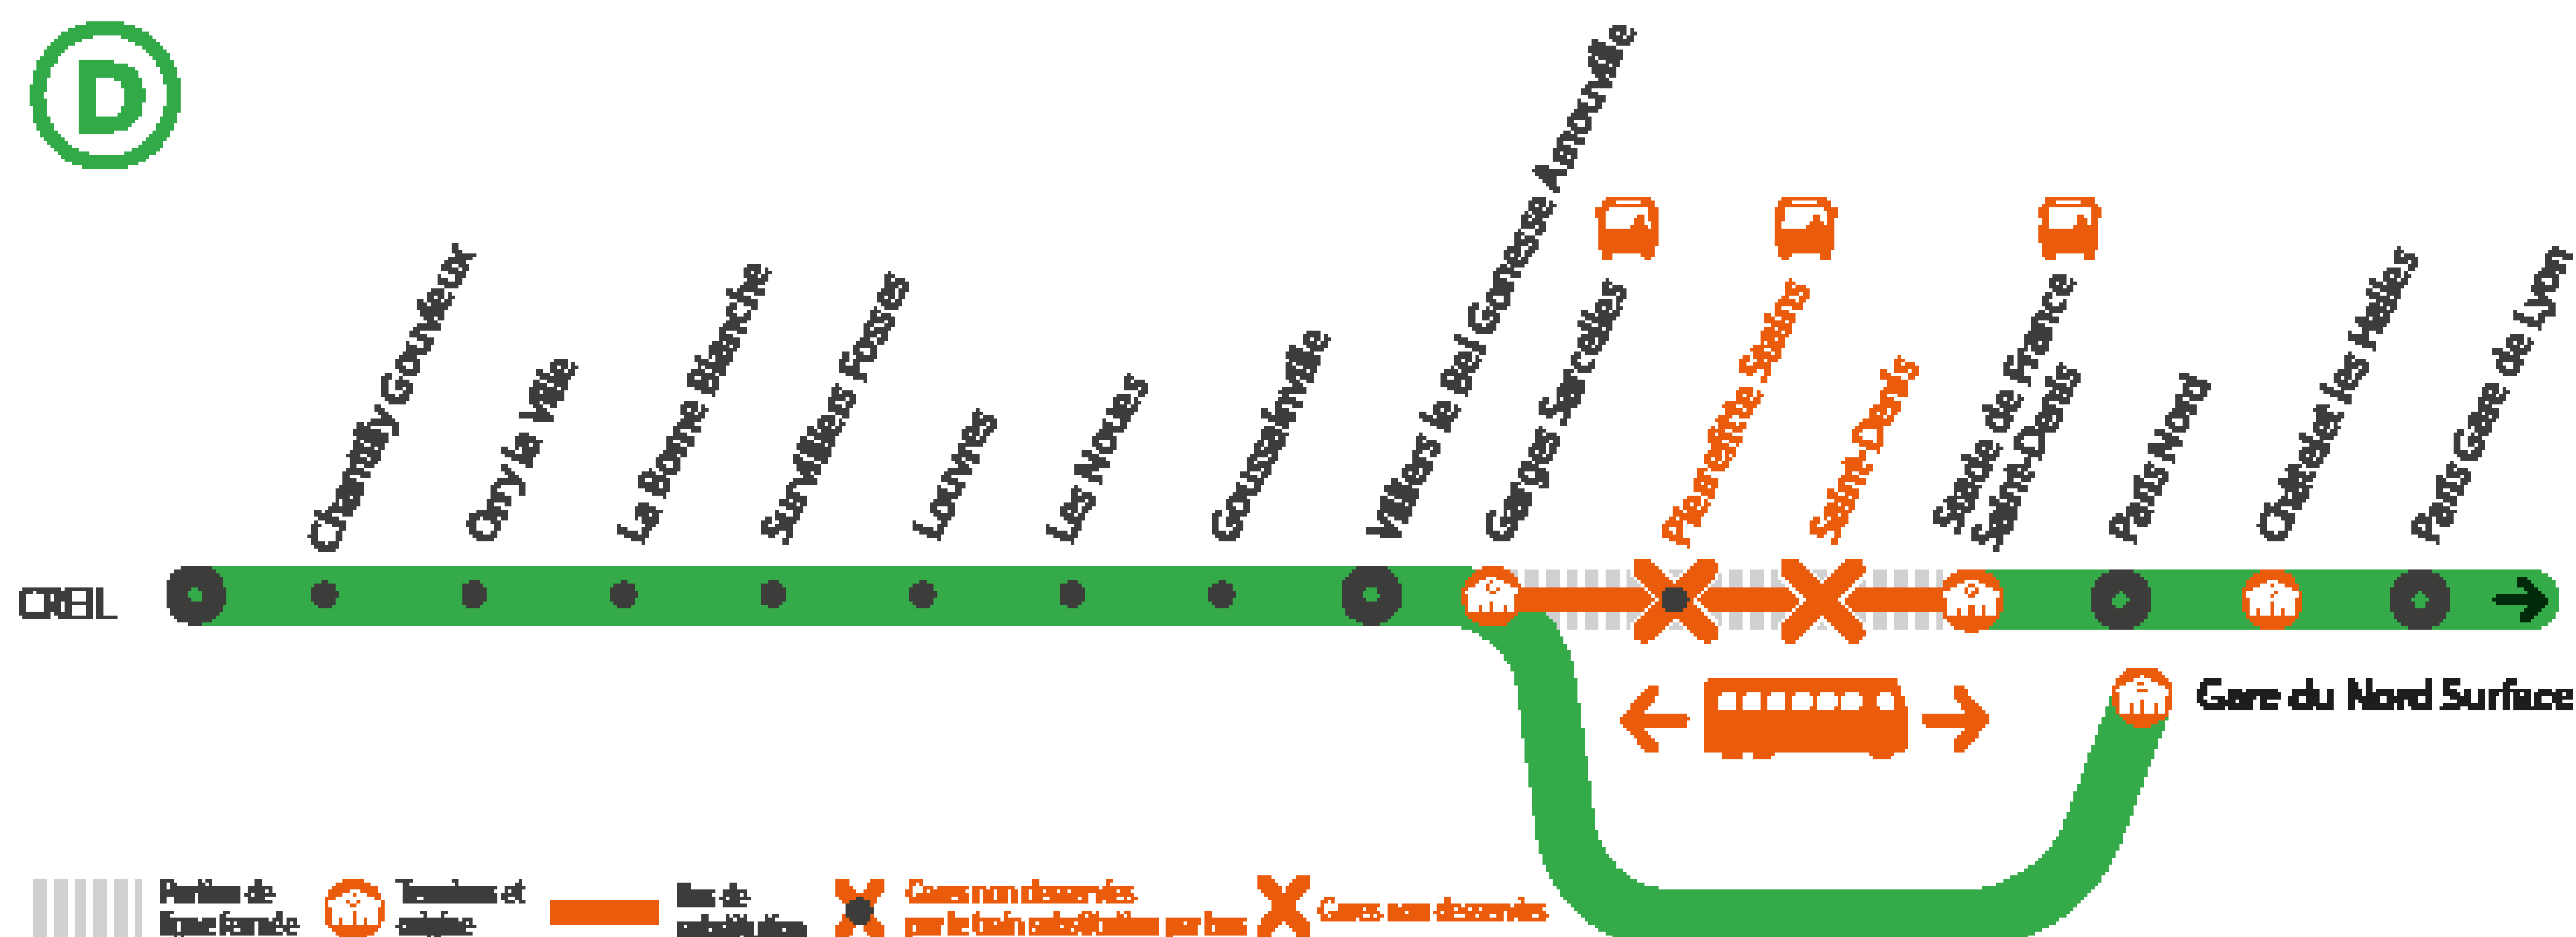 D
Chantilly Gouvieux
Orry la Ville
La Borne Blanche
Survilliers Fosses
Louvres
Les Noues
Goussainville
Villiers le Bel Gonesse Arnouville
Garges Sarcelles
Pierrefitte Stains
Saint-Denis
Stade de France
Saint-Denis
Paris Nord
Châtelet les Halles
Paris Gare de Lyon
CREIL
Gare du Nord Surface
Portion de
ligne fermée
Terminus et
origine
Bus de
substitution
Gares non desservies
par le train substitution par bus
Gares non desservies